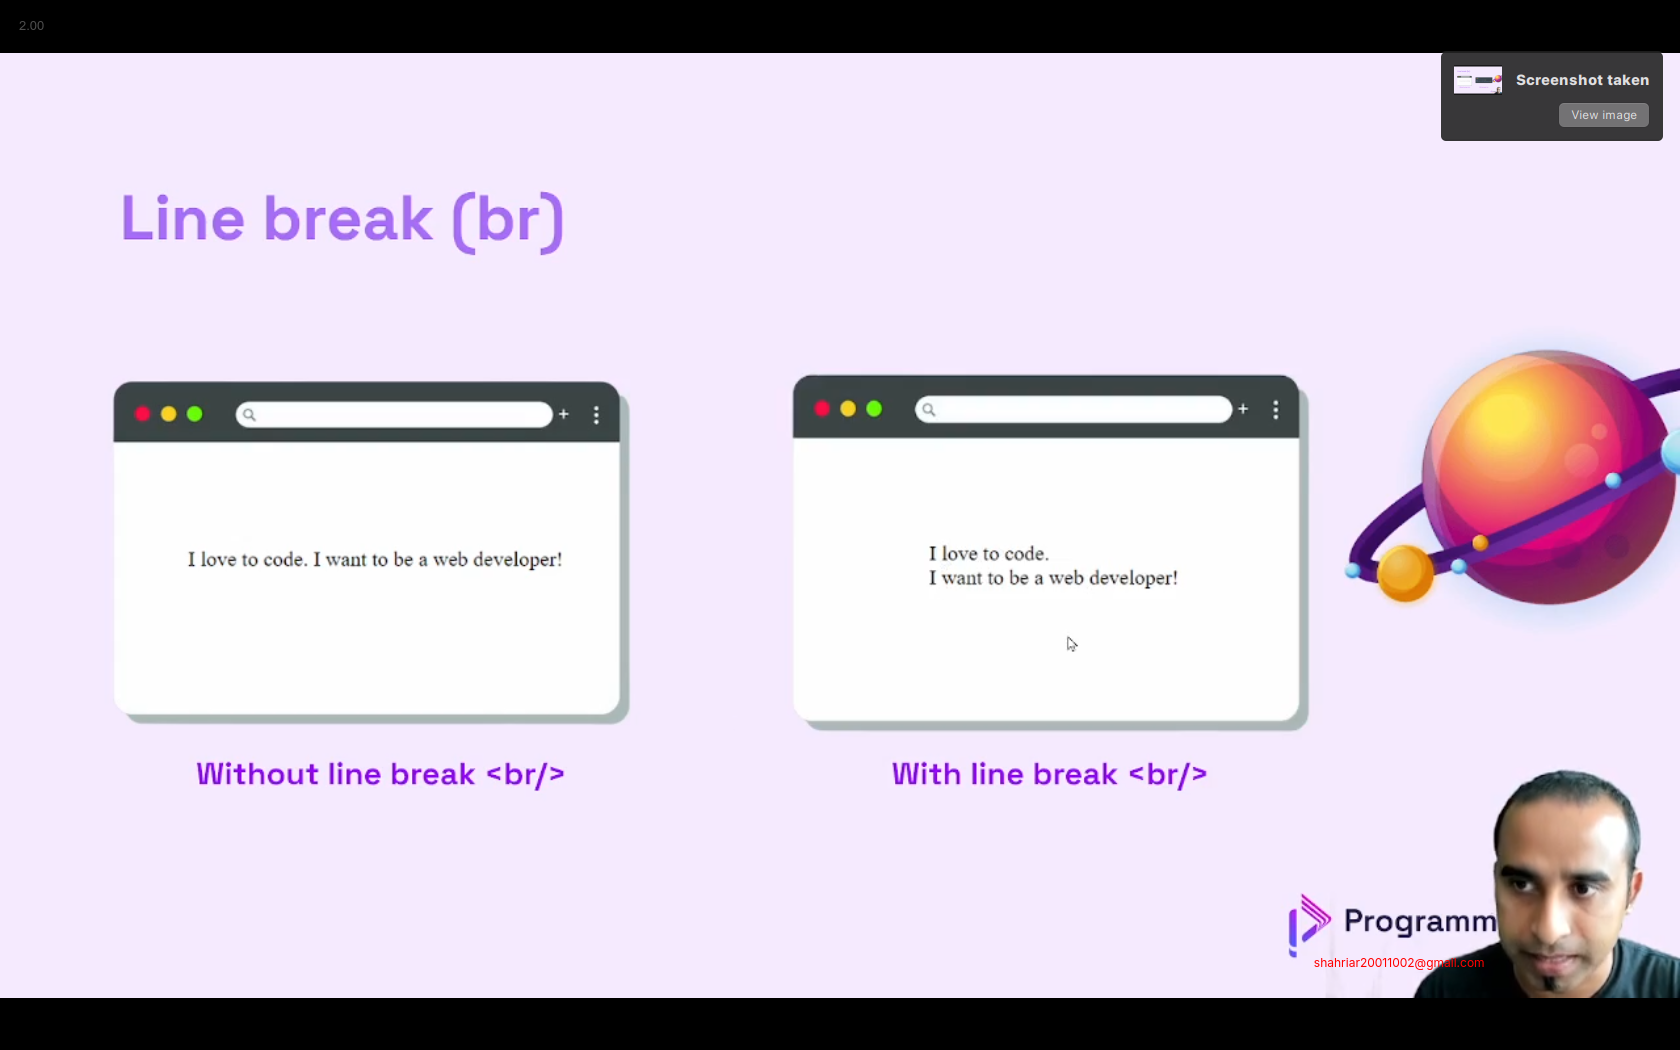 2.00
Screenshot taken
View image
Line break (br)
+
+
I love to code. I want to be a web developer!
I love to code.
I want to be a web developer!
Without line break <br/>
With line break <br/>
Programm
shahriar20011002@gmail.com